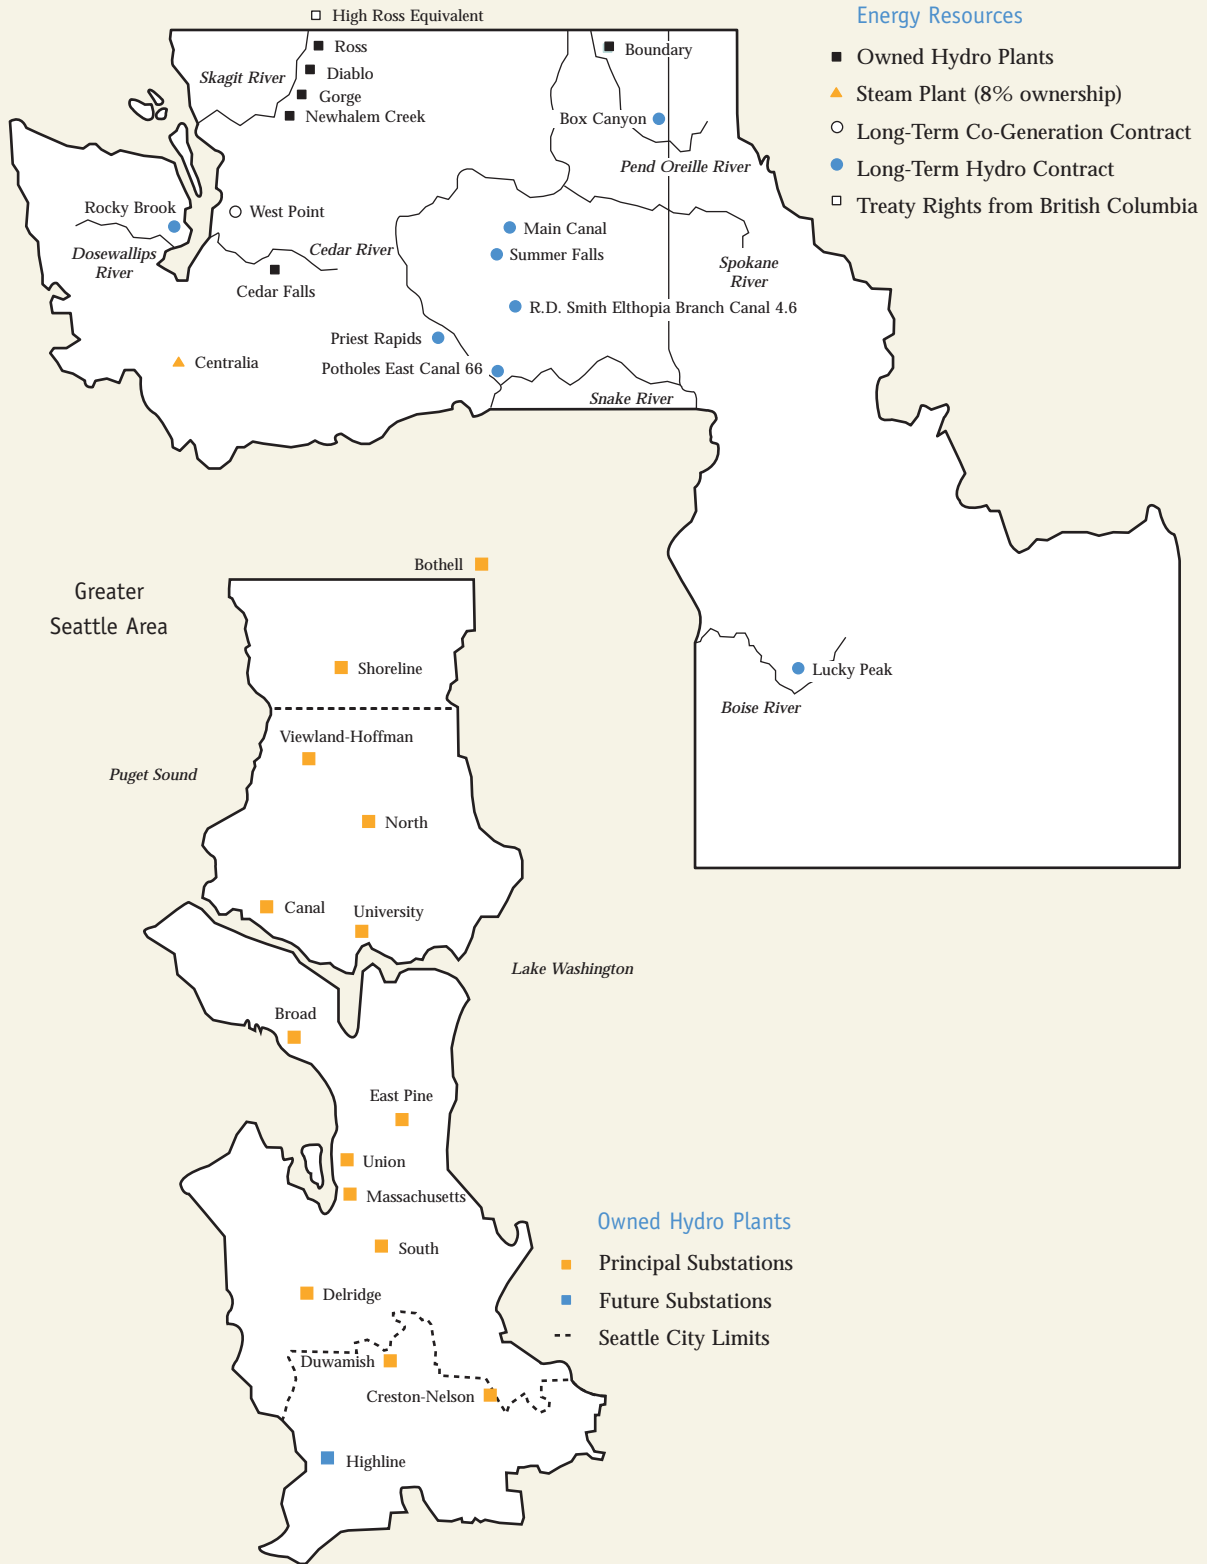 High Ross Equivalent
Energy Resources
Ross
Boundary
Owned Hydro Plants
Skagit River
Diablo
Steam Plant (8% ownership)
Gorge
Newhalem Creek
Box Canyon
Long-Term Co-Generation Contract
Pend Oreille River
Long-Term Hydro Contract
Rocky Brook
West Point
Treaty Rights from British Columbia
Main Canal
Dosewallips
River
Cedar River
Summer Falls
Spokane
River
Cedar Falls
R.D. Smith Elthopia Branch Canal 4.6
Priest Rapids
Centralia
Potholes East Canal 66
Snake River
Bothell
Greater
Seattle Area
Shoreline
Lucky Peak
Boise River
Viewland-Hoffman
Puget Sound
North
Canal
University
Lake Washington
Broad
East Pine
Union
Massachusetts
Owned Hydro Plants
South
Principal Substations
Delridge
Future Substations
Seattle City Limits
Duwamish
Creston-Nelson
Highline